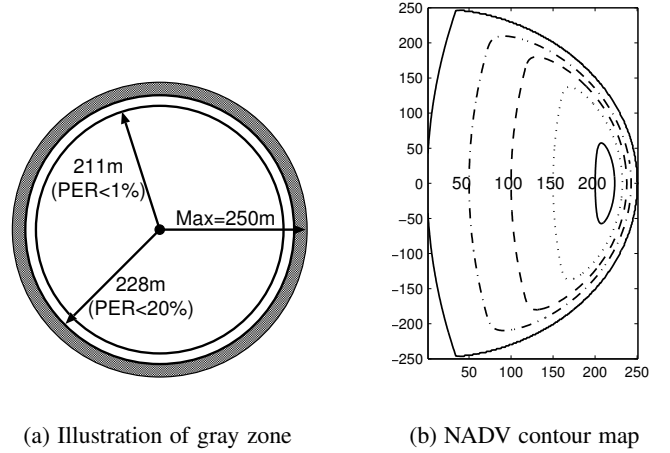 211m
(PER<1%)
Max=250m
228m
(PER<20%)
250
200
150
100
50
0
−50
−100
−150
−200
−250
50 100 150 200
50 100 150 200 250
(a) Illustration of gray zone
(b) NADV contour map